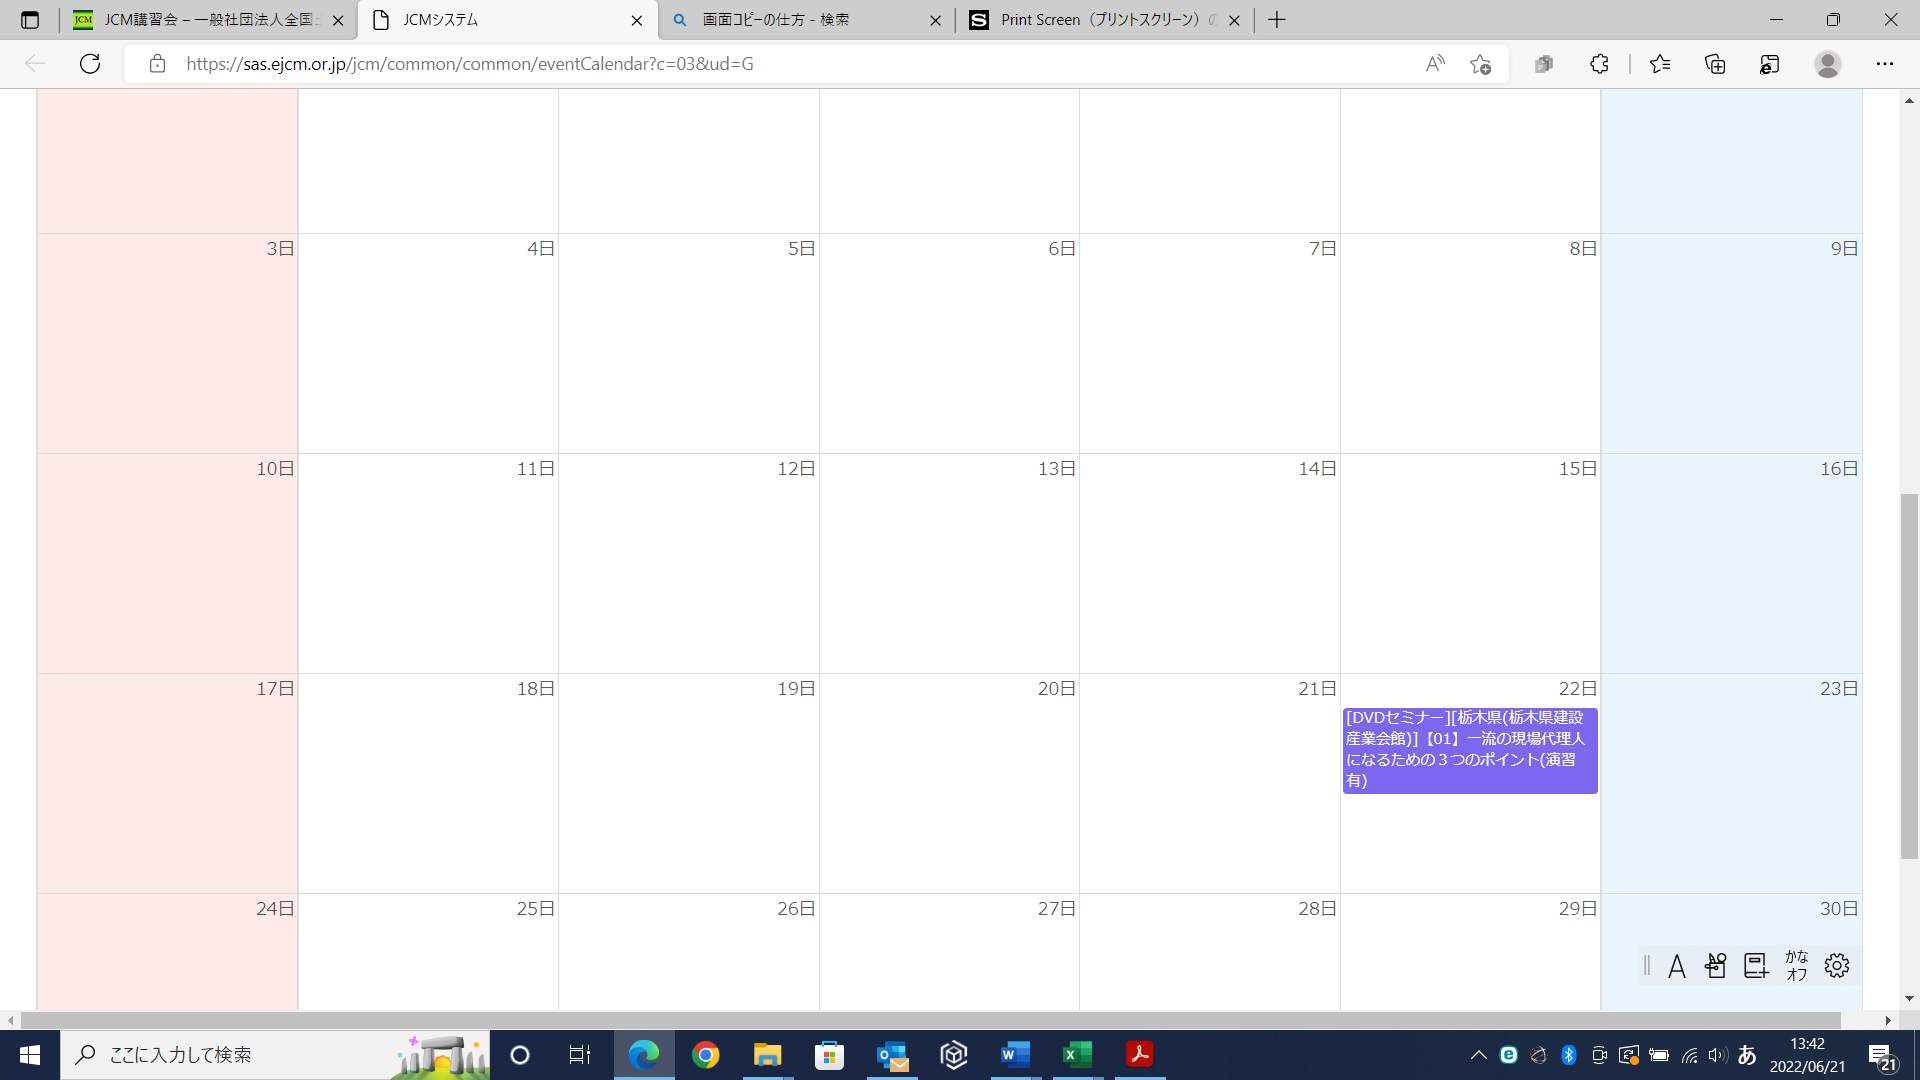 JCM
JCM講習会 – 一般社団法人全国
JCMシステム
画面コピーの仕方 - 検索
Print Screen（プリントスクリーン）
https://sas.ejcm.or.jp/jcm/common/common/eventCalendar?c=03&ud=G
3日
4日
5日
6日
7日
8日
9日
10日
11日
12日
13日
14日
15日
16日
17日
18日
19日
20日
21日
22日
23日
[DVDセミナー][栃木県(栃木県建設
産業会館)]【01】一流の現場代理人
になるための３つのポイント(演習
有)
24日
25日
26日
27日
28日
29日
30日
A
かな
オフ
ここに入力して検索
あ
13:42
2022/06/21
21